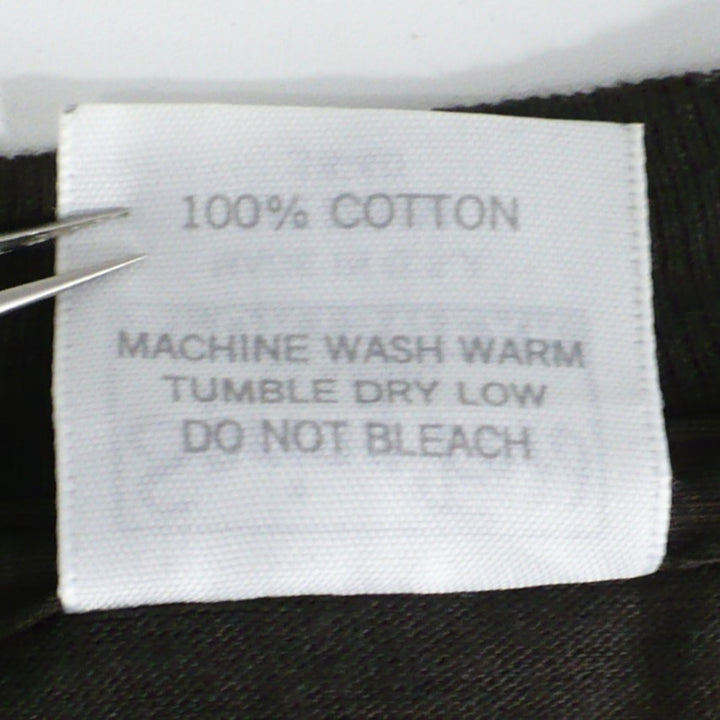 100% COTTON
MACHINE WASH WARM
TUMBLE DRY LOW
DO NOT BLEACH